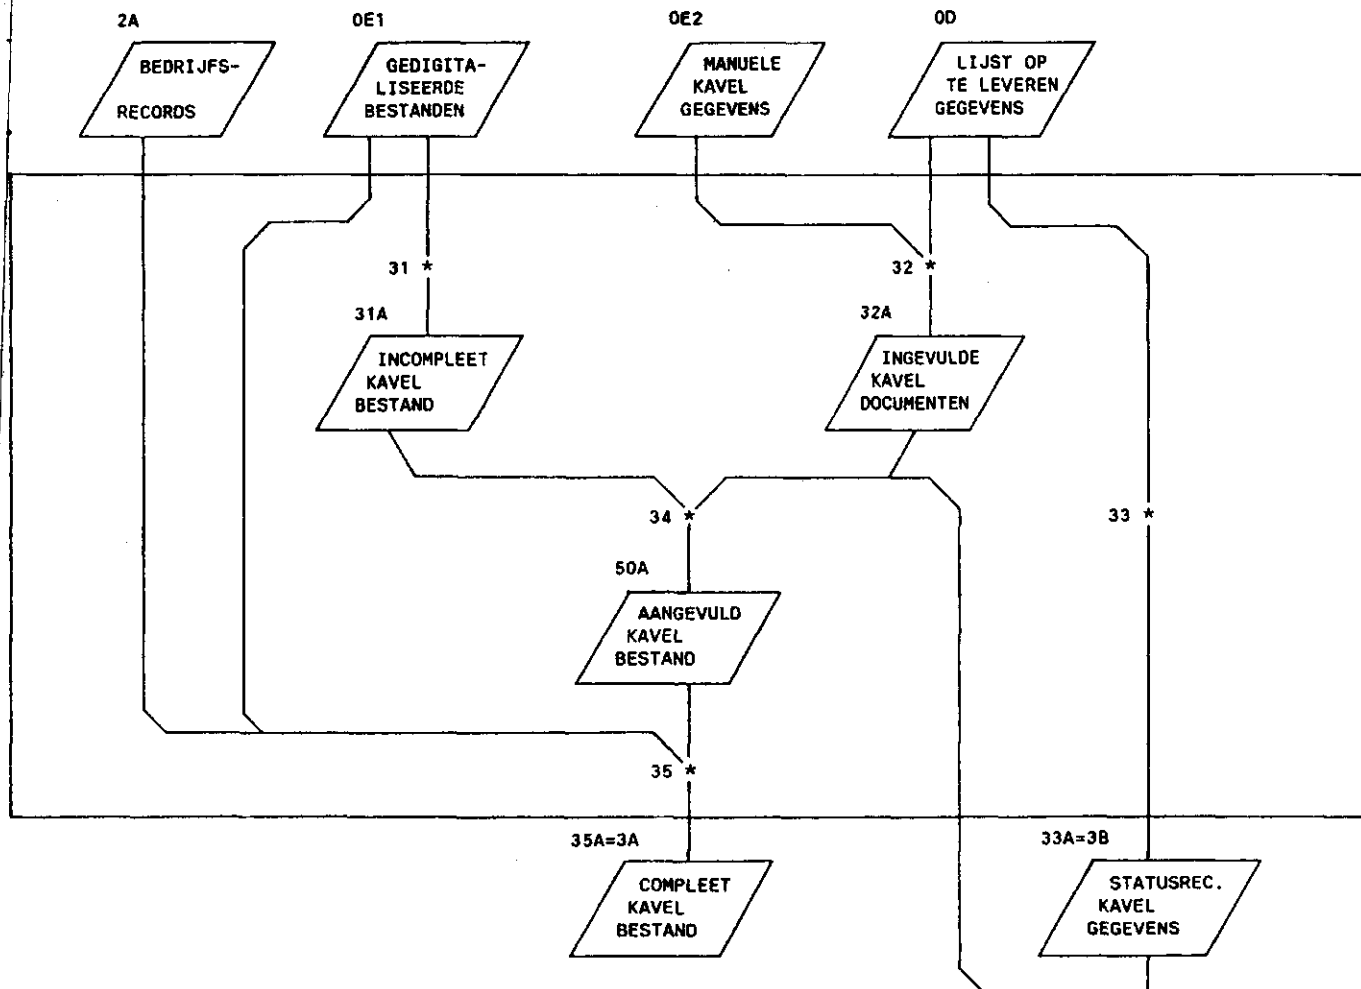 2A
BEDRIJFS-
RECORDS
0E1
GEDIGITA-
LISEERDE
BESTANDEN
0E2
MANUELE
KAVEL
GEGEVENS
0D
LIJST OP
TE LEVEREN
GEGEVENS
31 *
32 *
31A
INCOMPLEET
KAVEL
BESTAND
32A
INGEVULDE
KAVEL
DOCUMENTEN
34 *
33 *
50A
AANGEVULD
KAVEL
BESTAND
35 *
35A=3A
COMPLEET
KAVEL
BESTAND
33A=3B
STATUSREC.
KAVEL
GEGEVENS